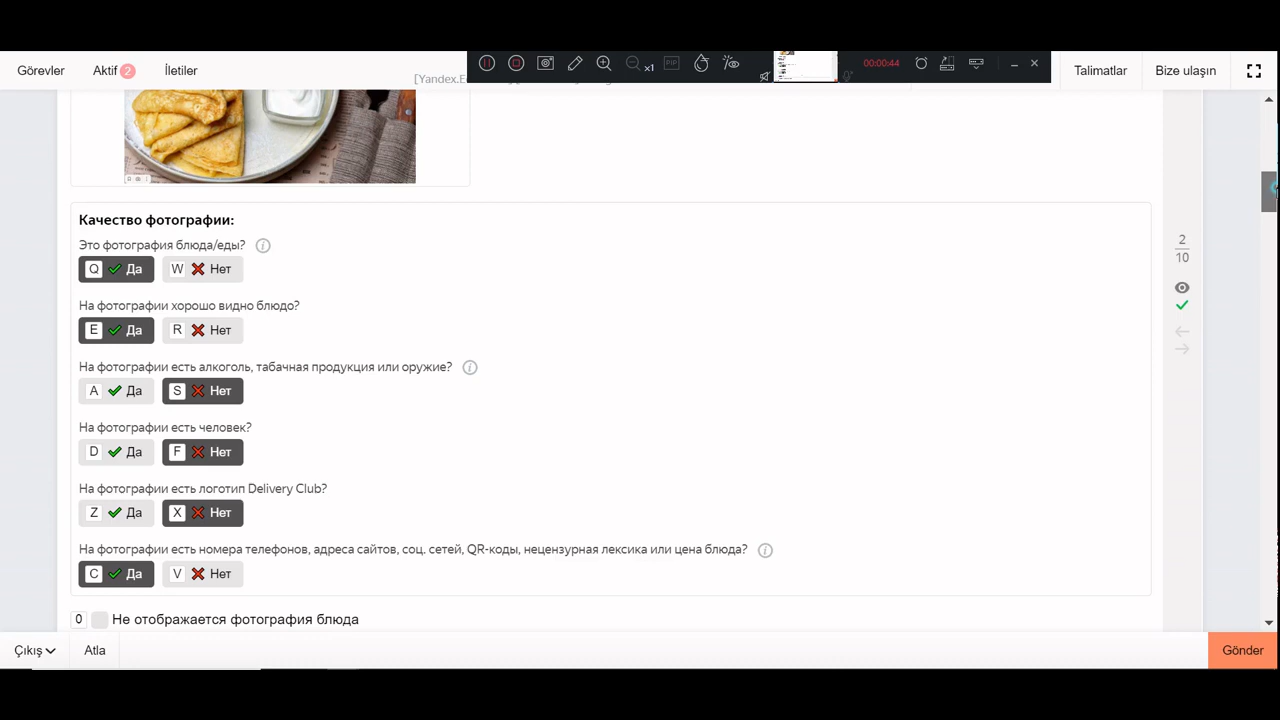 Görevler
Aktif 2
İletiler
[Yandex.E
x1
PIP
00:00:44
Talimatlar
Bize ulaşın
Качество фотографии:
Это фотография блюда/еды?
Q Да W Нет
На фотографии хорошо видно блюдо?
E Да R Нет
На фотографии есть алкоголь, табачная продукция или оружие?
A Да S Нет
На фотографии есть человек?
D Да F Нет
На фотографии есть логотип Delivery Club?
Z Да X Нет
На фотографии есть номера телефонов, адреса сайтов, соц. сетей, QR-коды, нецензурная лексика или цена блюда?
C Да V Нет
0 Не отображается фотография блюда
2
10
Çıkış
Atla
Gönder